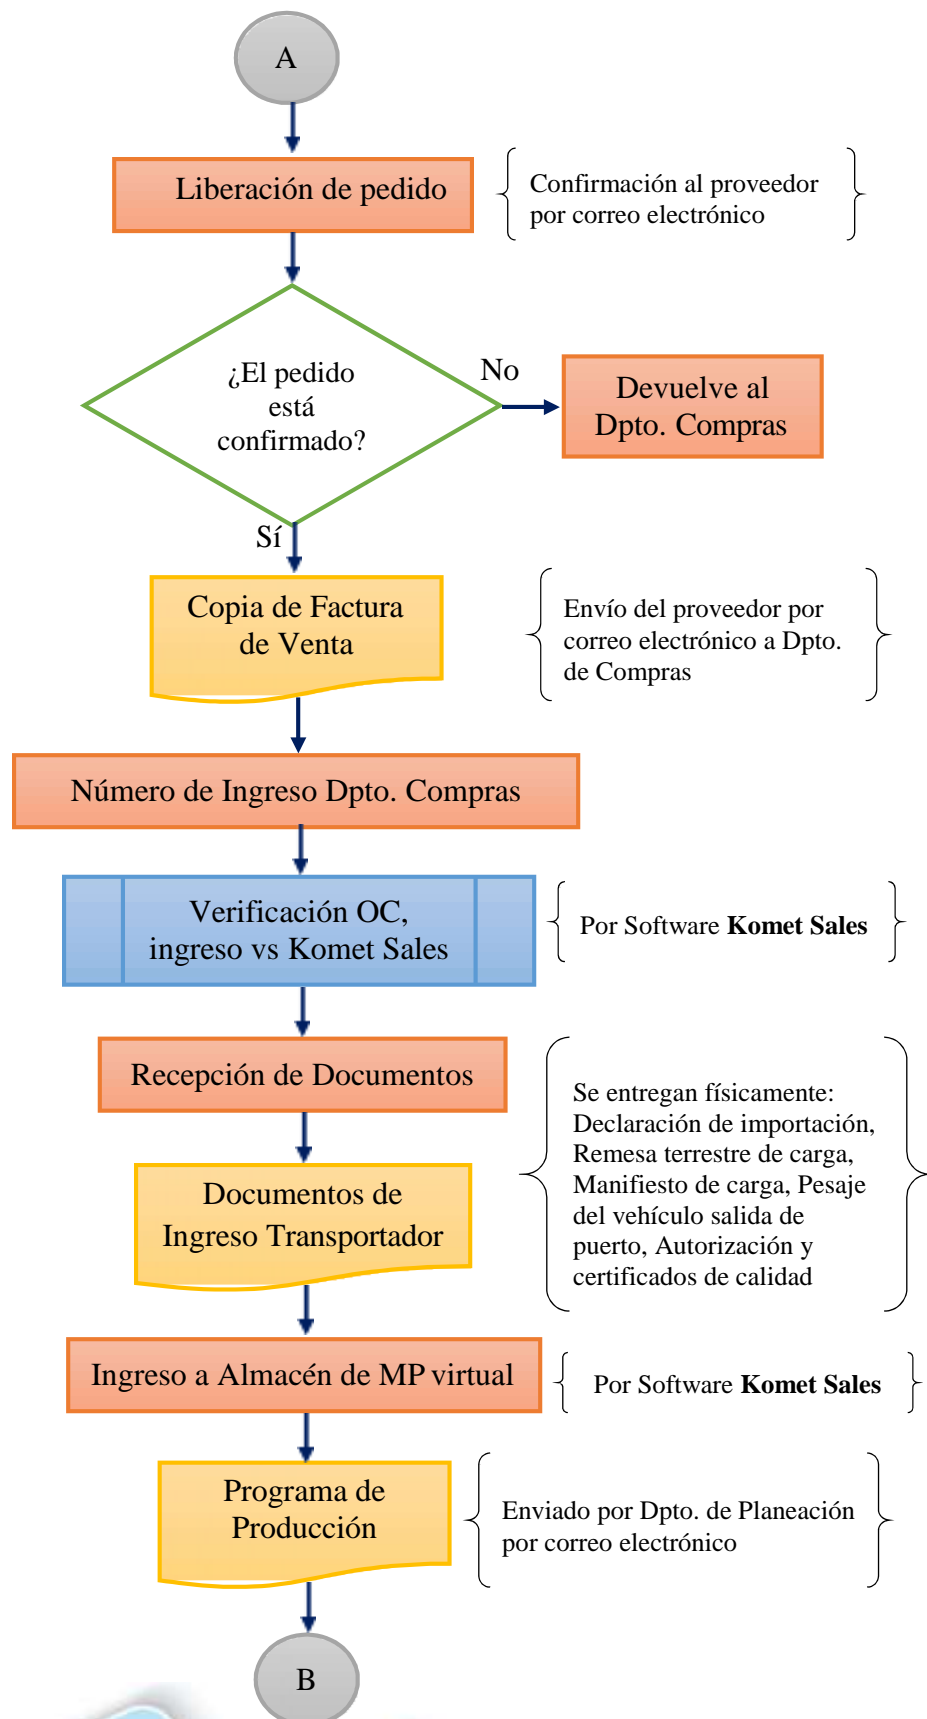 A
Liberación de pedido
Confirmación al proveedor
por correo electrónico
¿El pedido
está
confirmado?
No
Devuelve al
Dpto. Compras
Sí
Copia de Factura
de Venta
Envío del proveedor por
correo electrónico a Dpto.
de Compras
Número de Ingreso Dpto. Compras
Verificación OC,
ingreso vs Komet Sales
Por Software Komet Sales
Recepción de Documentos
Se entregan físicamente:
Declaración de importación,
Remesa terrestre de carga,
Manifiesto de carga, Pesaje
del vehículo salida de
puerto, Autorización y
certificados de calidad
Documentos de
Ingreso Transportador
Ingreso a Almacén de MP virtual
Por Software Komet Sales
Programa de
Producción
Enviado por Dpto. de Planeación
por correo electrónico
B